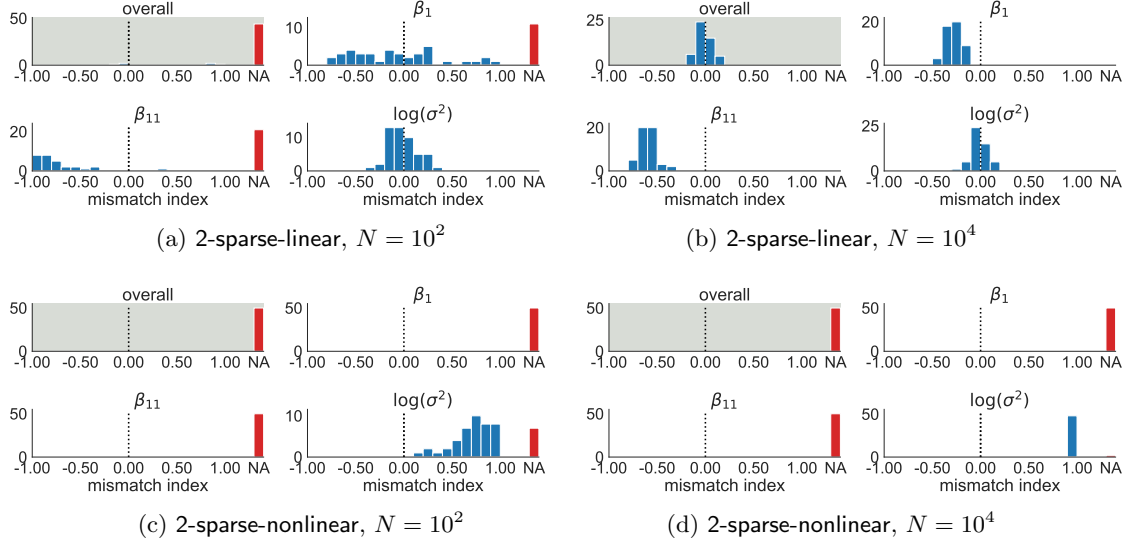 overall β₁ overall β₁
50 10 25 20
0 0 0 0
-1.00 -0.50 0.00 0.50 1.00 NA -1.00 -0.50 0.00 0.50 1.00 NA -1.00 -0.50 0.00 0.50 1.00 NA -1.00 -0.50 0.00 0.50 1.00 NA
β₁₁ log(σ²) β₁₁ log(σ²)
20 10 20 25
0 0 0 0
-1.00 -0.50 0.00 0.50 1.00 NA -1.00 -0.50 0.00 0.50 1.00 NA -1.00 -0.50 0.00 0.50 1.00 NA -1.00 -0.50 0.00 0.50 1.00 NA
mismatch index mismatch index mismatch index mismatch index
(a) 2-sparse-linear, N = 10² (b) 2-sparse-linear, N = 10⁴
overall β₁ overall β₁
50 50 50 50
0 0 0 0
-1.00 -0.50 0.00 0.50 1.00 NA -1.00 -0.50 0.00 0.50 1.00 NA -1.00 -0.50 0.00 0.50 1.00 NA -1.00 -0.50 0.00 0.50 1.00 NA
β₁₁ log(σ²) β₁₁ log(σ²)
50 10 50 50
0 0 0 0
-1.00 -0.50 0.00 0.50 1.00 NA -1.00 -0.50 0.00 0.50 1.00 NA -1.00 -0.50 0.00 0.50 1.00 NA -1.00 -0.50 0.00 0.50 1.00 NA
mismatch index mismatch index mismatch index mismatch index
(c) 2-sparse-nonlinear, N = 10² (d) 2-sparse-nonlinear, N = 10⁴